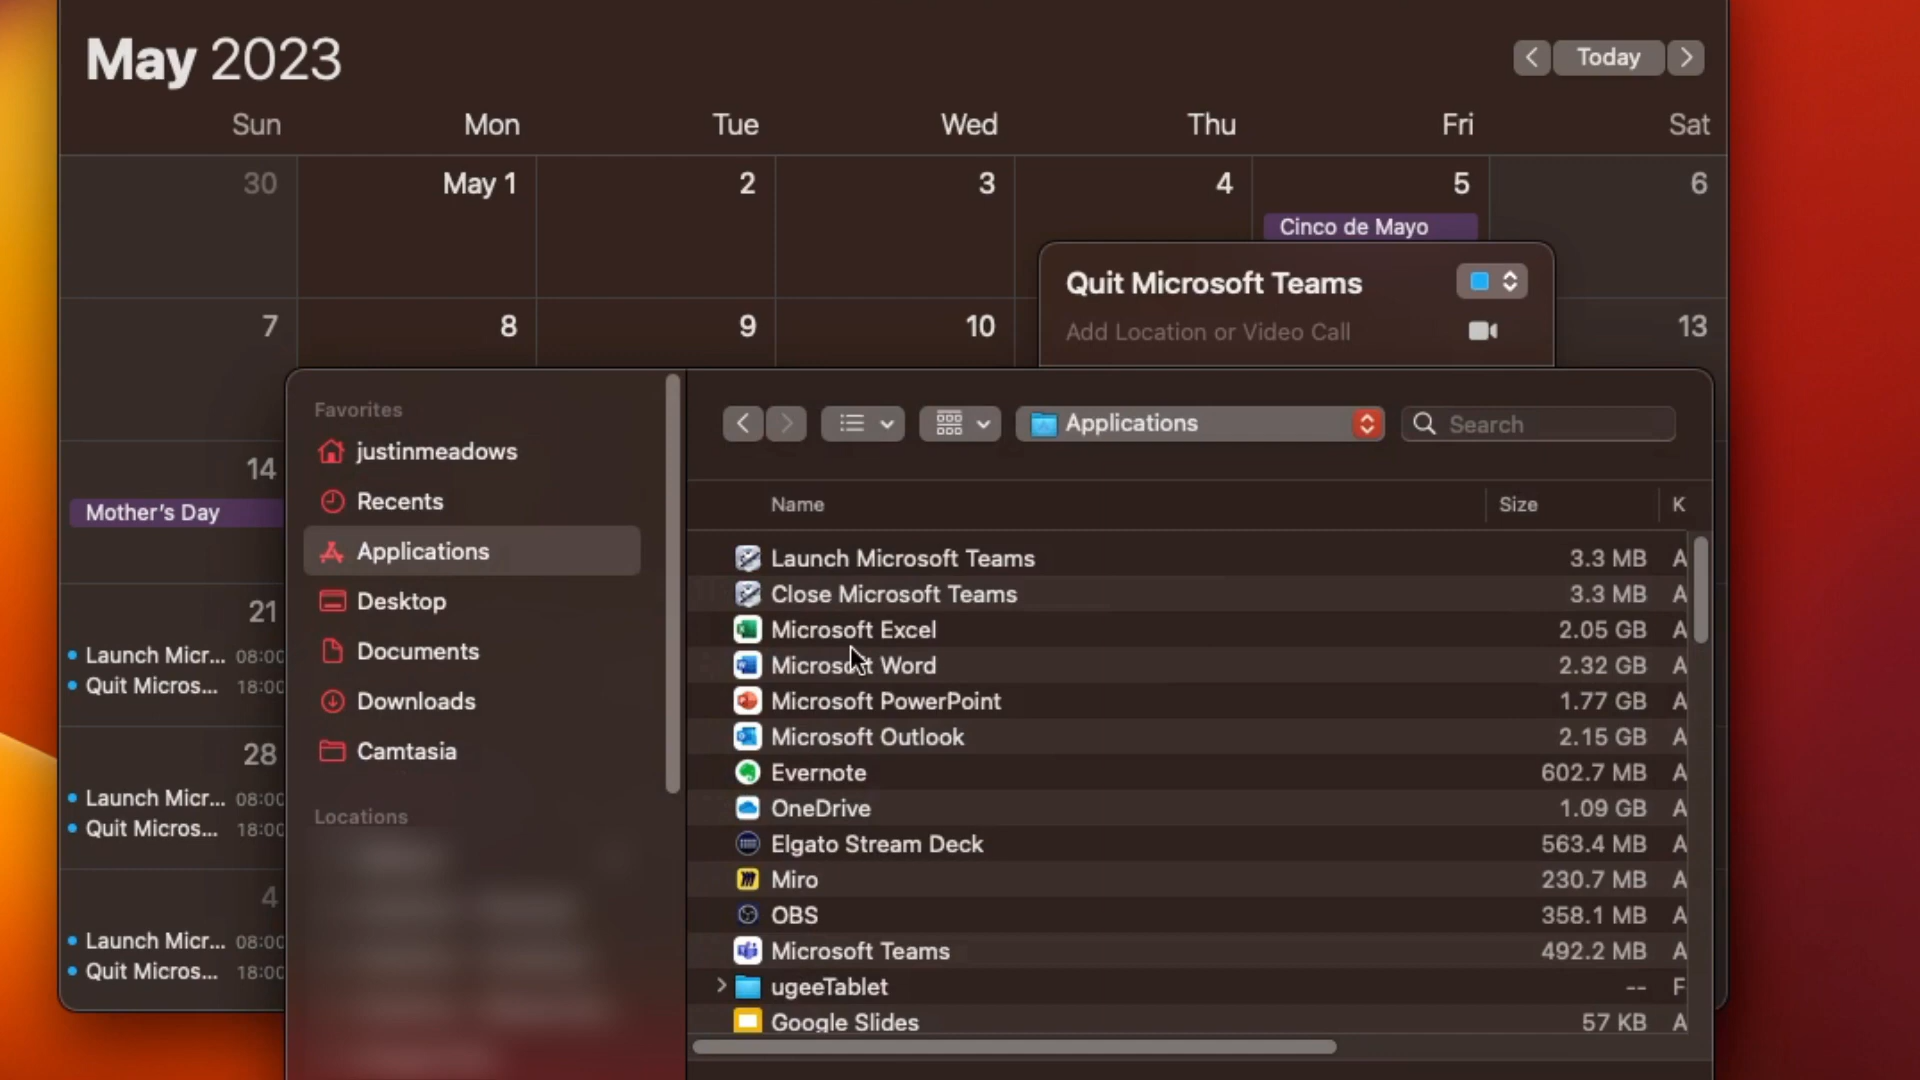 May 2023
Today
Sun Mon Tue Wed Thu Fri Sat
30 May 1 2 3 4 5 6
Cinco de Mayo
Quit Microsoft Teams
Add Location or Video Call
7 8 9 10 13
14
Mother's Day
21
Launch Micr... 08:00
Quit Micros... 18:00
28
Launch Micr... 08:00
Quit Micros... 18:00
4
Launch Micr... 08:00
Quit Micros... 18:00
Favorites
justinmeadows
Recents
Applications
Desktop
Documents
Downloads
Camtasia
Locations
Applications
Search
Name Size K
Launch Microsoft Teams 3.3 MB A
Close Microsoft Teams 3.3 MB A
Microsoft Excel 2.05 GB A
Microsoft Word 2.32 GB A
Microsoft PowerPoint 1.77 GB A
Microsoft Outlook 2.15 GB A
Evernote 602.7 MB A
OneDrive 1.09 GB A
Elgato Stream Deck 563.4 MB A
Miro 230.7 MB A
OBS 358.1 MB A
Microsoft Teams 492.2 MB A
ugeeTablet -- F
Google Slides 57 KB A